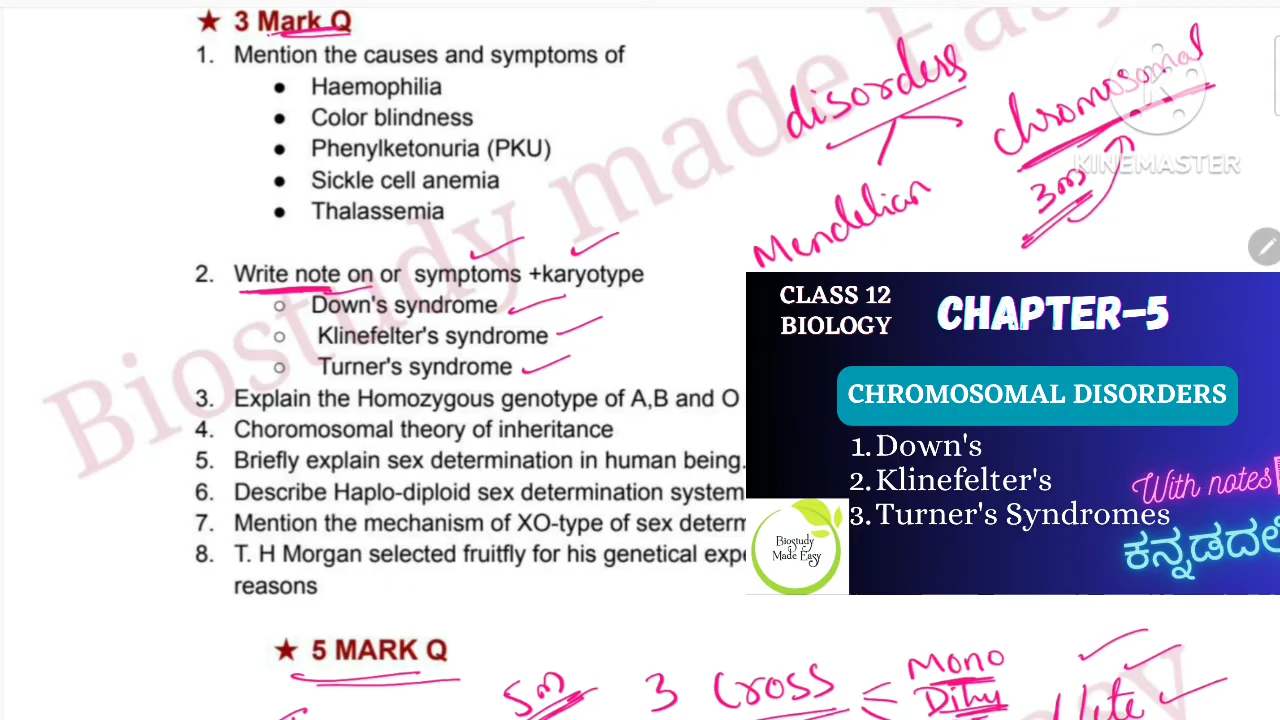 ★ 3 Mark Q
1. Mention the causes and symptoms of
● Haemophilia
● Color blindness
● Phenylketonuria (PKU)
● Sickle cell anemia
● Thalassemia
2. Write note on or symptoms +karyotype
○ Down's syndrome
○ Klinefelter's syndrome
○ Turner's syndrome
3. Explain the Homozygous genotype of A,B and O
4. Choromosomal theory of inheritance
5. Briefly explain sex determination in human being.
6. Describe Haplo-diploid sex determination system
7. Mention the mechanism of XO-type of sex determ
8. T. H Morgan selected fruitfly for his genetical expe
reasons
★ 5 MARK Q
disorders
chromosomal
Mendelian
3m
KINEMASTER
CLASS 12
BIOLOGY
CHAPTER-5
CHROMOSOMAL DISORDERS
1. Down's
2. Klinefelter's
3. Turner's Syndromes
With notes
ಕನ್ನಡದಲಿ
Biostudy
Made Easy
5m
3 Cross
Mono
Dihy
Biostudy made Easy